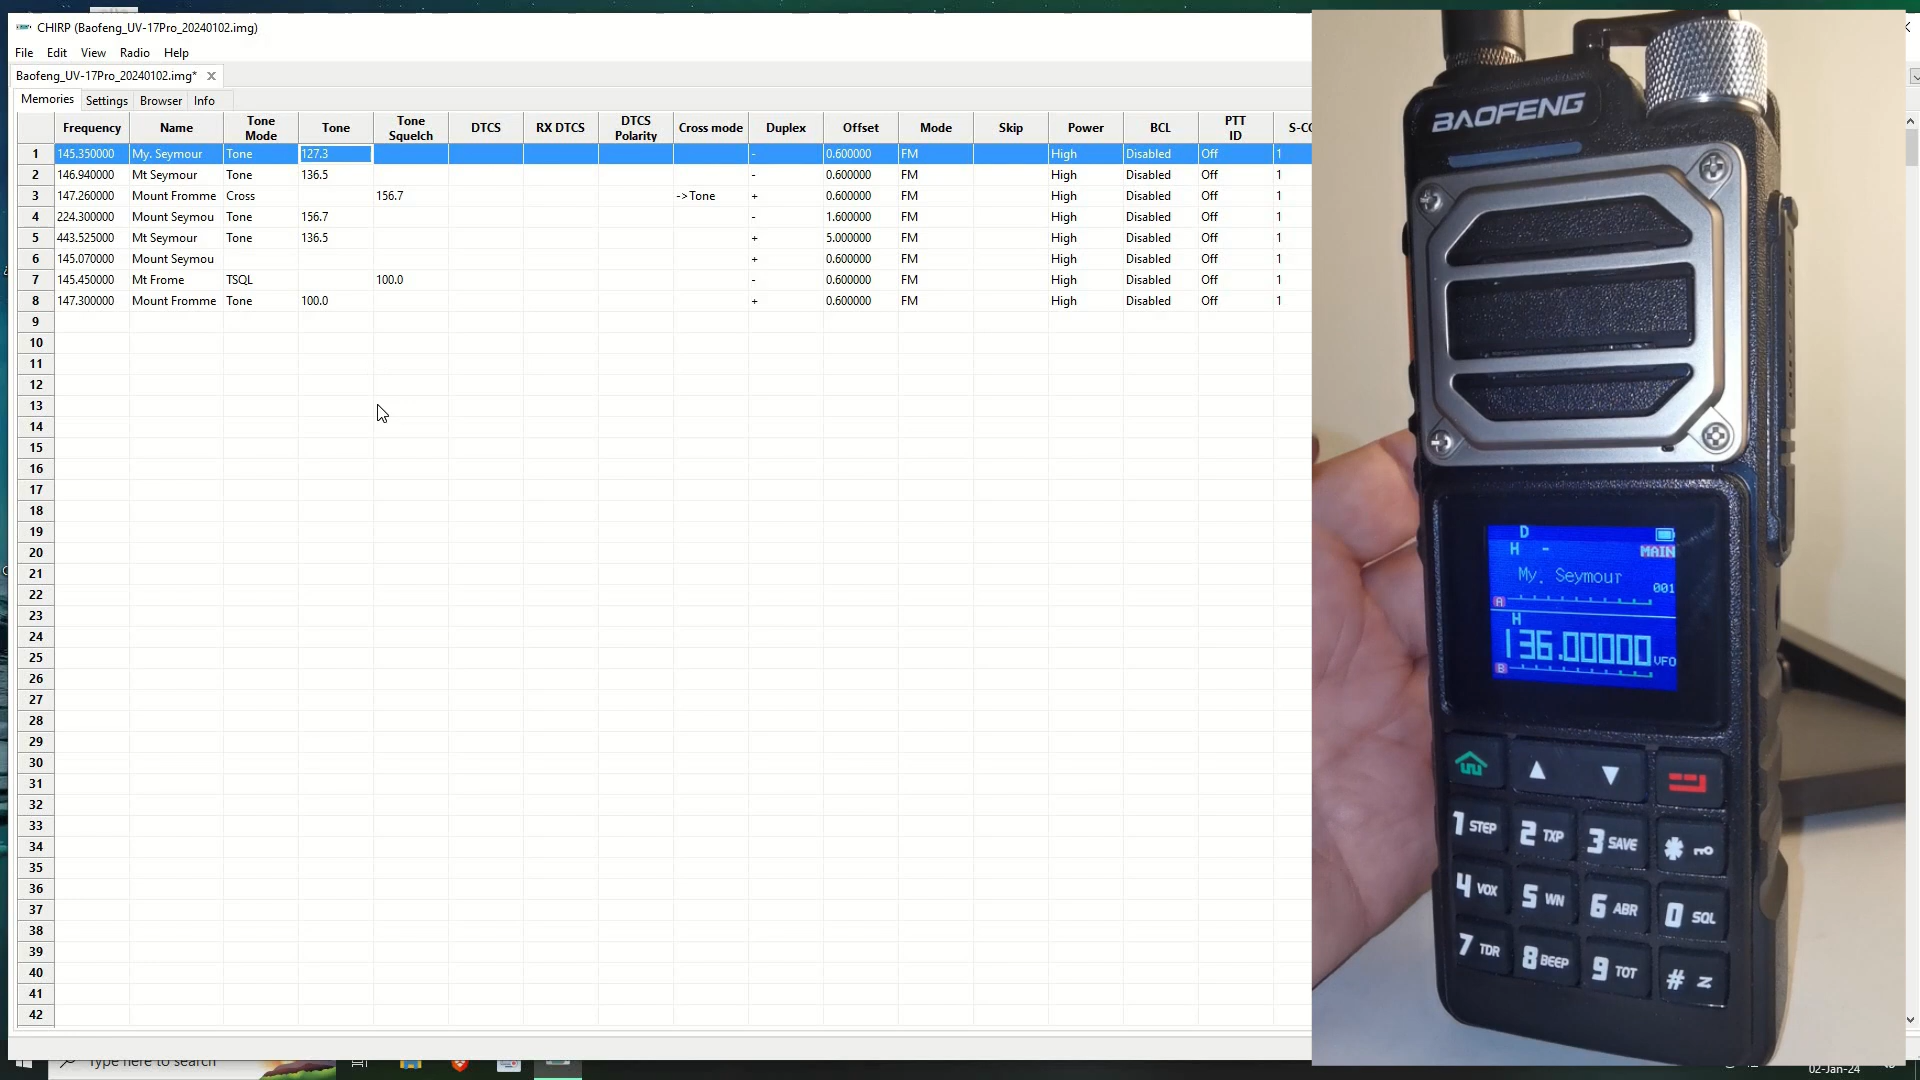 CHIRP (Baofeng_UV-17Pro_20240102.img)
File Edit View Radio Help
Baofeng_UV-17Pro_20240102.img*
Memories Settings Browser Info
Frequency Name Tone Mode Tone Tone Squelch DTCS RX DTCS DTCS Polarity Cross mode Duplex Offset Mode Skip Power BCL PTT ID
1 145.350000 My. Seymour Tone 127.3 - 0.600000 FM High Disabled Off 1
2 146.940000 Mt Seymour Tone 136.5 - 0.600000 FM High Disabled Off 1
3 147.260000 Mount Fromme Cross 156.7 ->Tone + 0.600000 FM High Disabled Off 1
4 224.300000 Mount Seymou Tone 156.7 - 1.600000 FM High Disabled Off 1
5 443.525000 Mt Seymour Tone 136.5 + 5.000000 FM High Disabled Off 1
6 145.070000 Mount Seymou + 0.600000 FM High Disabled Off 1
7 145.450000 Mt Frome TSQL 100.0 - 0.600000 FM High Disabled Off 1
8 147.300000 Mount Fromme Tone 100.0 + 0.600000 FM High Disabled Off 1
9
10
11
12
13
14
15
16
17
18
19
20
21
22
23
24
25
26
27
28
29
30
31
32
33
34
35
36
37
38
39
40
41
42
Type here to search
02-Jan-24
BAOFENG
D
H - MAIN
My. Seymour
001
A
H
136.00000 VFO
B
1 STEP 2 TXP 3 SAVE *
4 VOX 5 WN 6 ABR 0 SQL
7 TDR 8 BEEP 9 TOT # Z